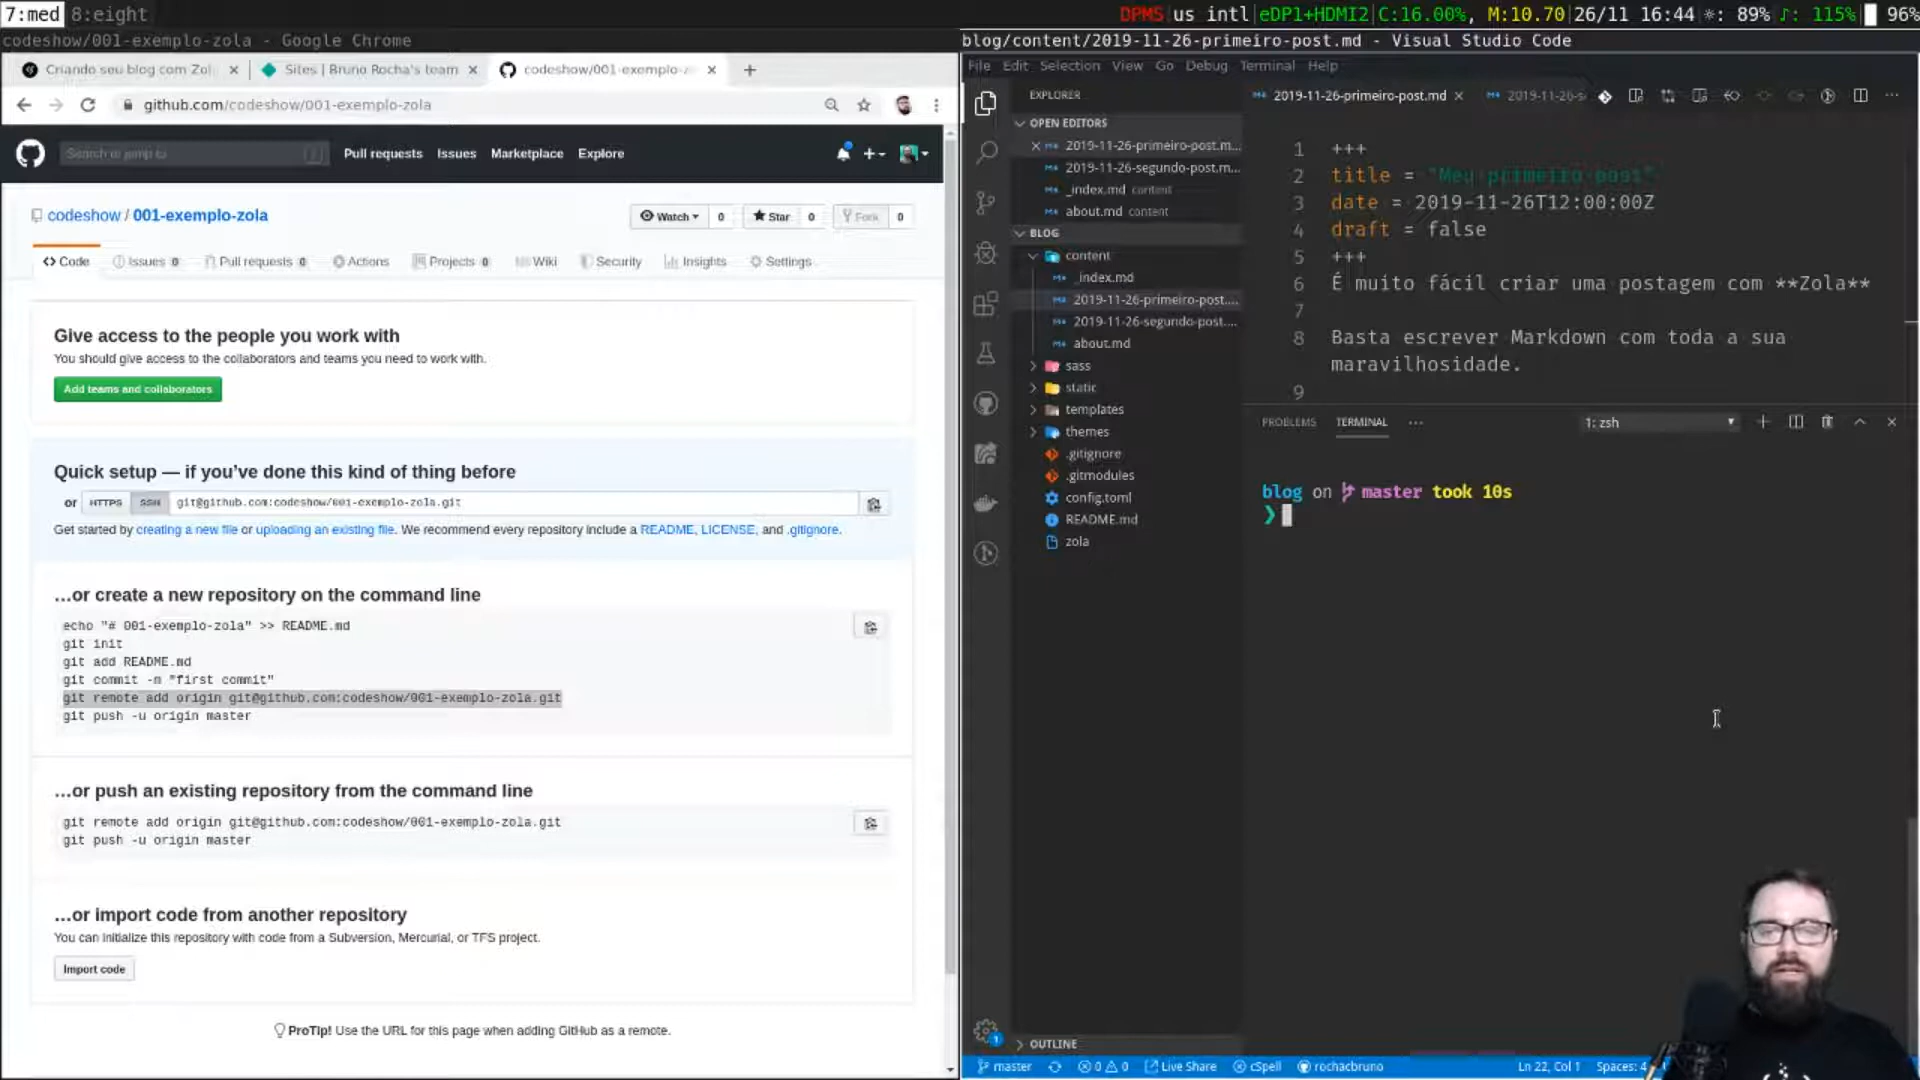 7:med 8:eight
DPMS us intl|eDP1+HDMI2|C:16.00%, M:10.70|26/11 16:44 ☼: 89% ♪: 115% 96%
codeshow/001-exemplo-zola - Google Chrome
Criando seu blog com Zol
Sites | Bruno Rocha's team
codeshow/001-exemplo-z
github.com/codeshow/001-exemplo-zola
Search or jump to
Pull requests Issues Marketplace Explore
codeshow / 001-exemplo-zola
Watch 0 Star 0 Fork 0
Code Issues 0 Pull requests 0 Actions Projects 0 Wiki Security Insights Settings
Give access to the people you work with
You should give access to the collaborators and teams you need to work with.
Add teams and collaborators
Quick setup — if you've done this kind of thing before
or HTTPS SSH git@github.com:codeshow/001-exemplo-zola.git
Get started by creating a new file or uploading an existing file. We recommend every repository include a README, LICENSE, and .gitignore.
…or create a new repository on the command line
echo "# 001-exemplo-zola" >> README.md
git init
git add README.md
git commit -m "first commit"
git remote add origin git@github.com:codeshow/001-exemplo-zola.git
git push -u origin master
…or push an existing repository from the command line
git remote add origin git@github.com:codeshow/001-exemplo-zola.git
git push -u origin master
…or import code from another repository
You can initialize this repository with code from a Subversion, Mercurial, or TFS project.
Import code
ProTip! Use the URL for this page when adding GitHub as a remote.
blog/content/2019-11-26-primeiro-post.md - Visual Studio Code
File Edit Selection View Go Debug Terminal Help
EXPLORER
OPEN EDITORS
2019-11-26-primeiro-post.m...
2019-11-26-segundo-post.m...
_index.md content
about.md content
BLOG
content
_index.md
2019-11-26-primeiro-post....
2019-11-26-segundo-post....
about.md
sass
static
templates
themes
.gitignore
.gitmodules
config.toml
README.md
zola
OUTLINE
2019-11-26-primeiro-post.md
2019-11-26-s
1 +++
2 title = "Meu primeiro post"
3 date = 2019-11-26T12:00:00Z
4 draft = false
5 +++
6 É muito fácil criar uma postagem com **Zola**
7
8 Basta escrever Markdown com toda a sua
maravilhosidade.
9
PROBLEMS TERMINAL ··· 1: zsh
blog on master took 10s
❯
1
master 0 0 Live Share cSpell rochacbruno Ln 22, Col 1 Spaces: 4